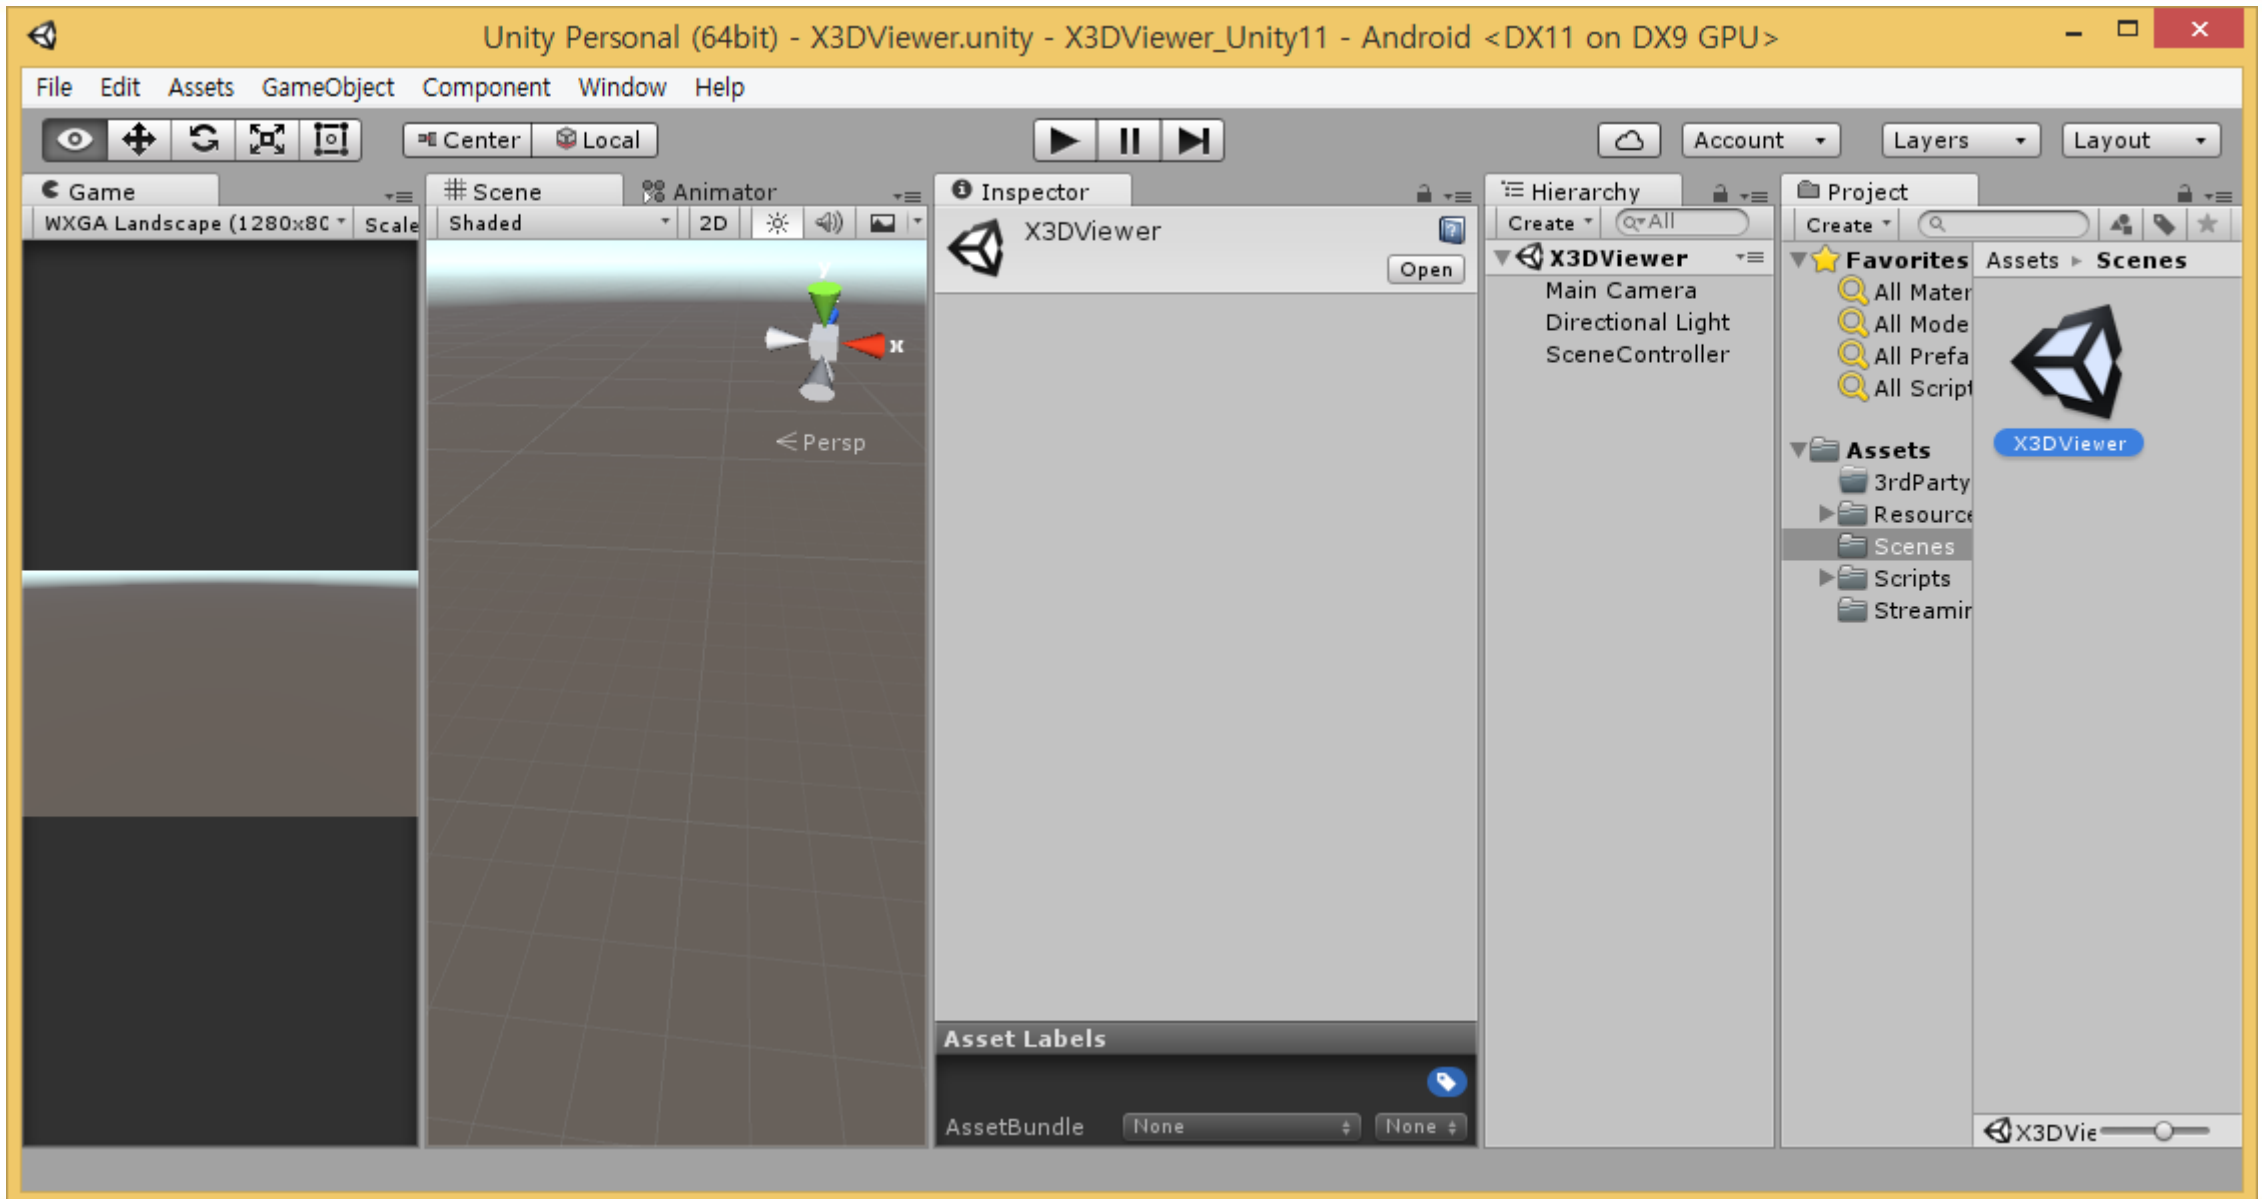 Unity Personal (64bit) - X3DViewer.unity - X3DViewer_Unity11 - Android <DX11 on DX9 GPU>
File Edit Assets GameObject Component Window Help
Center Local Account Layers Layout
Game
WXGA Landscape (1280x80 Scale
Scene Animator
Shaded 2D
y
x
Persp
Inspector
X3DViewer
Open
Asset Labels
AssetBundle None None
Hierarchy
Create All
X3DViewer
Main Camera
Directional Light
SceneController
Project
Create
Favorites
All Mater
All Mode
All Prefa
All Script
Assets
3rdParty
Resource
Scenes
Scripts
Streamin
Assets Scenes
X3DViewer
X3DVie